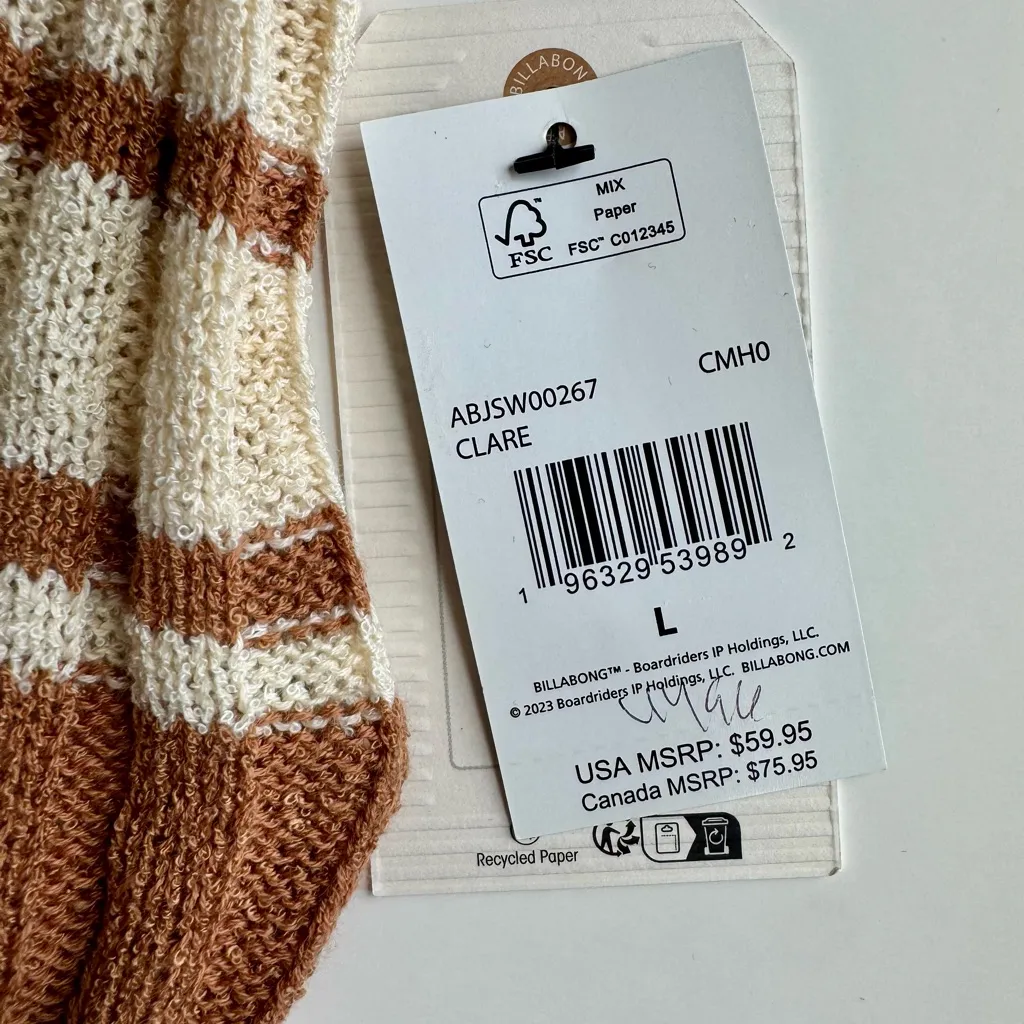 BILLABON
MIX
Paper
FSC™ C012345
FSC
CMH0
ABJSW00267
CLARE
1 96329 53989 2
L
BILLABONG™ - Boardriders IP Holdings, LLC.
© 2023 Boardriders IP Holdings, LLC. BILLABONG.COM
USA MSRP: $59.95
Canada MSRP: $75.95
Recycled Paper